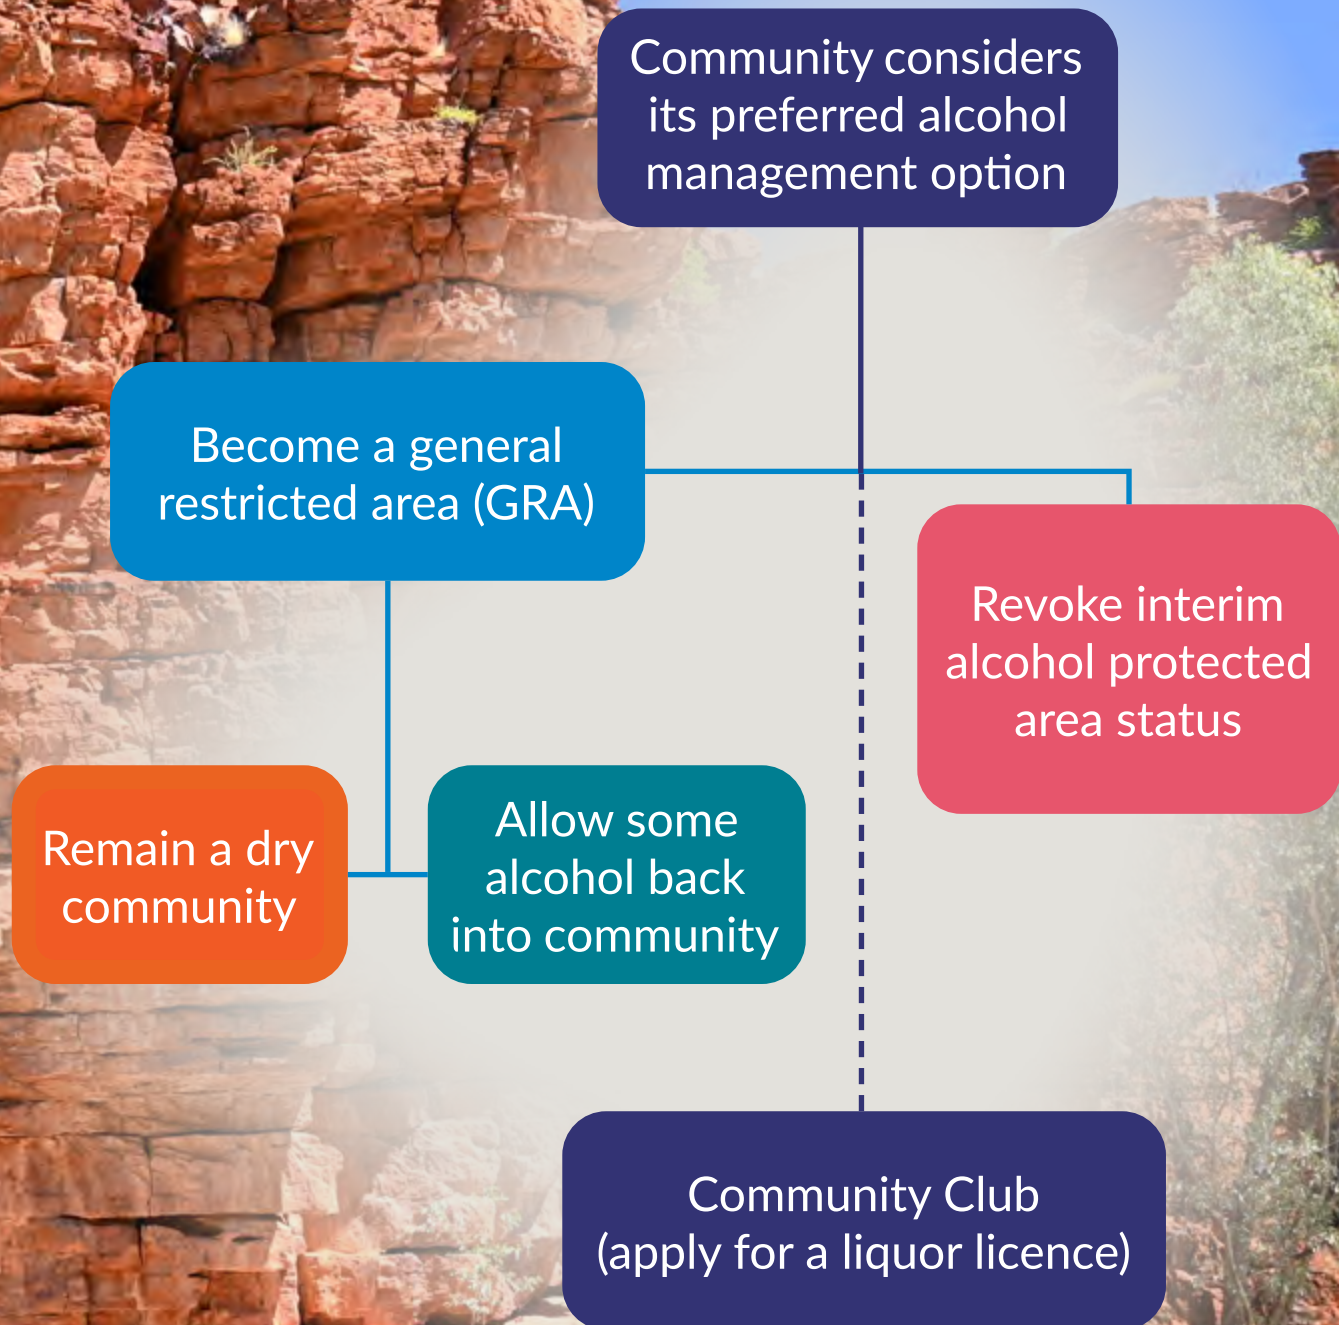 Community considers
its preferred alcohol
management option
Become a general
restricted area (GRA)
Revoke interim
alcohol protected
area status
Remain a dry
community
Allow some
alcohol back
into community
Community Club
(apply for a liquor licence)